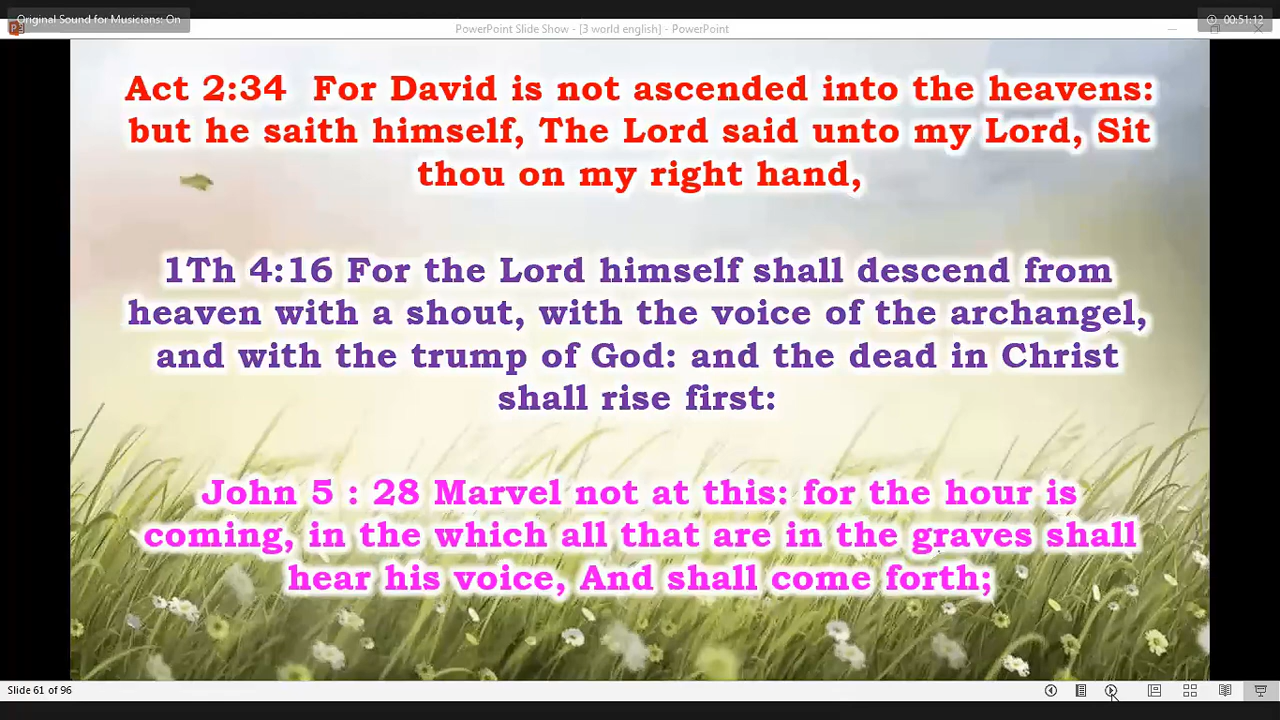 Original Sound for Musicians: On
PowerPoint Slide Show - [3 world english] - PowerPoint
00:51:12
Act 2:34  For David is not ascended into the heavens:
but he saith himself, The Lord said unto my Lord, Sit
thou on my right hand,
1Th 4:16 For the Lord himself shall descend from
heaven with a shout, with the voice of the archangel,
and with the trump of God: and the dead in Christ
shall rise first:
John 5 : 28 Marvel not at this: for the hour is
coming, in the which all that are in the graves shall
hear his voice, And shall come forth;
Slide 61 of 96